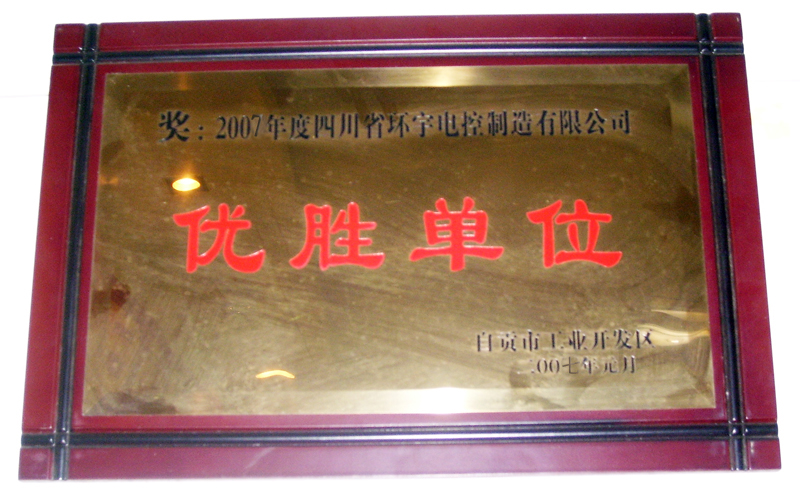 奖：2007年度四川省环宇电控制造有限公司
优胜单位
自贡市工业开发区
二00七年元月